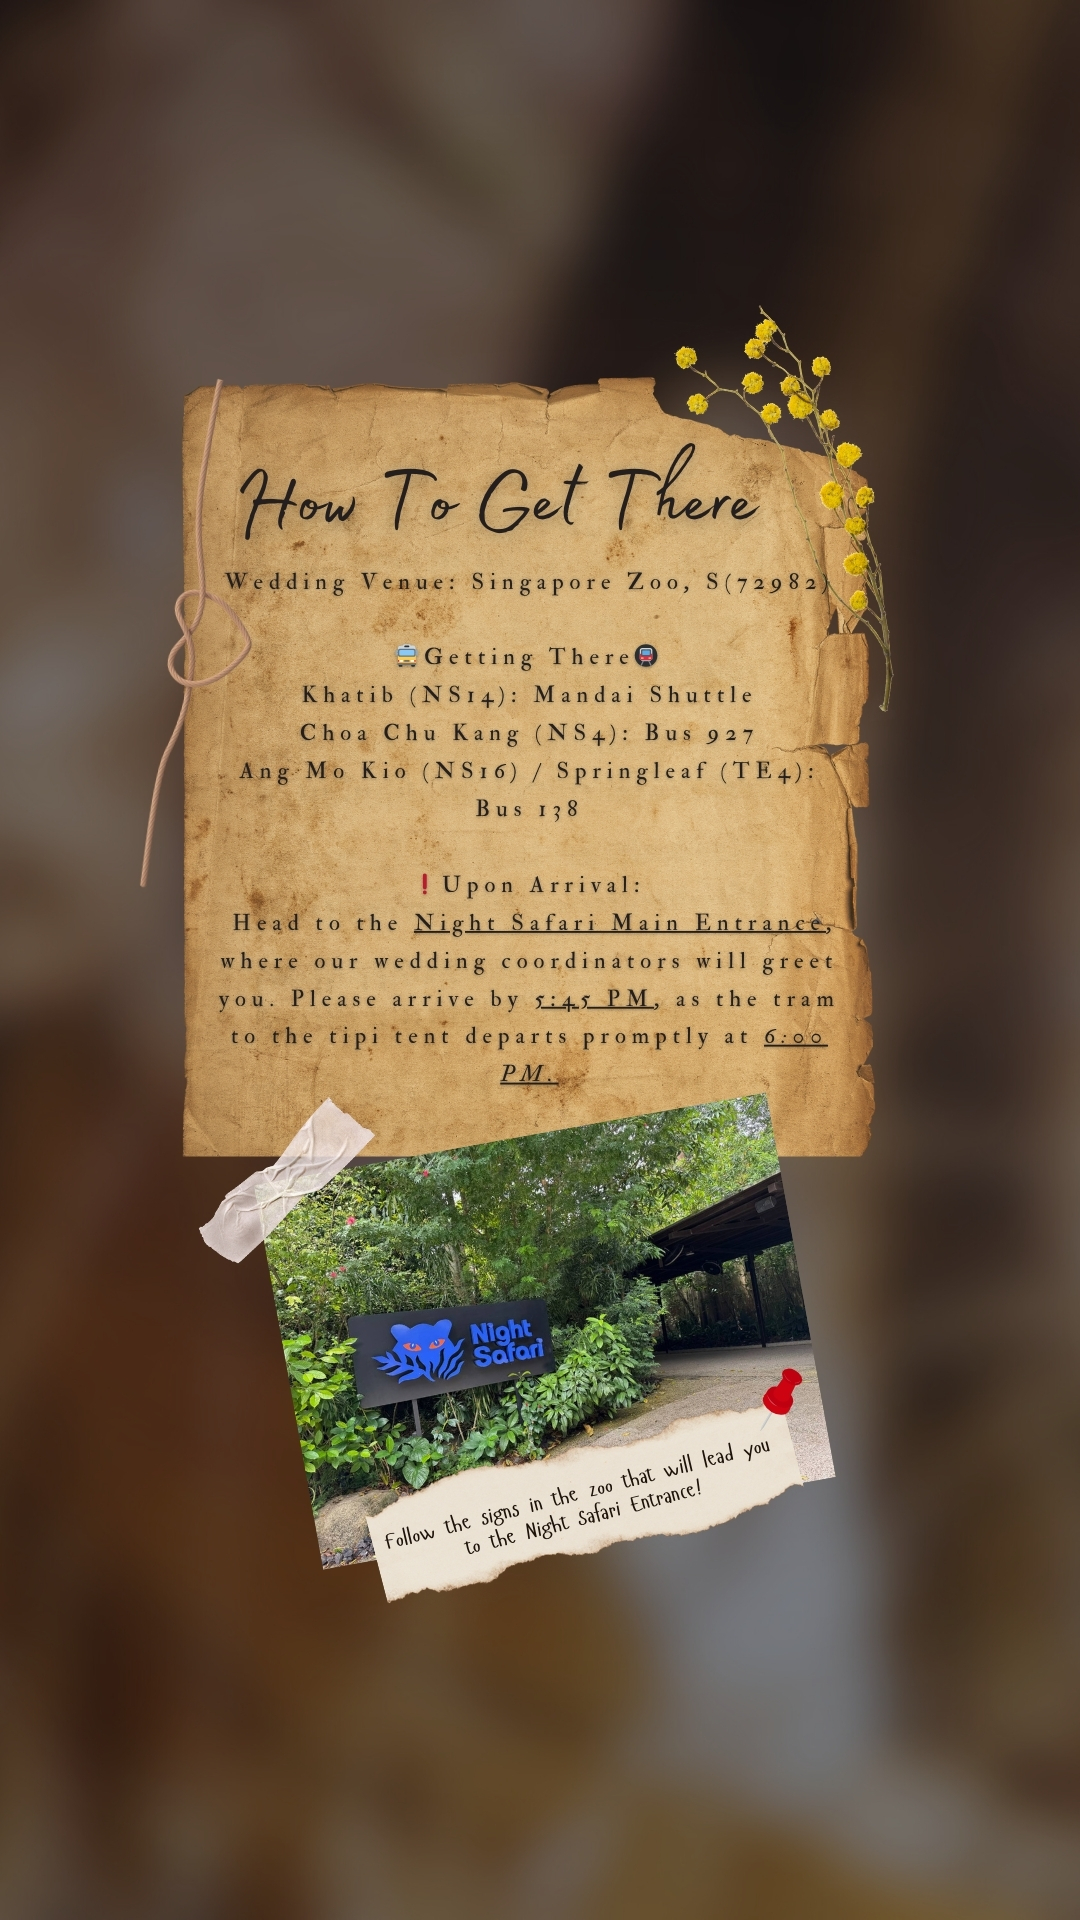 How To Get There
Wedding Venue: Singapore Zoo, S(72982)
🚎Getting There🚇
Khatib (NS14): Mandai Shuttle
Choa Chu Kang (NS4): Bus 927
Ang Mo Kio (NS16) / Springleaf (TE4):
Bus 138
❗Upon Arrival:
Head to the Night Safari Main Entrance,
where our wedding coordinators will greet
you. Please arrive by 5:45 PM, as the tram
to the tipi tent departs promptly at 6:00
PM.
Night
Safari
Follow the signs in the zoo that will lead you
to the Night Safari Entrance!